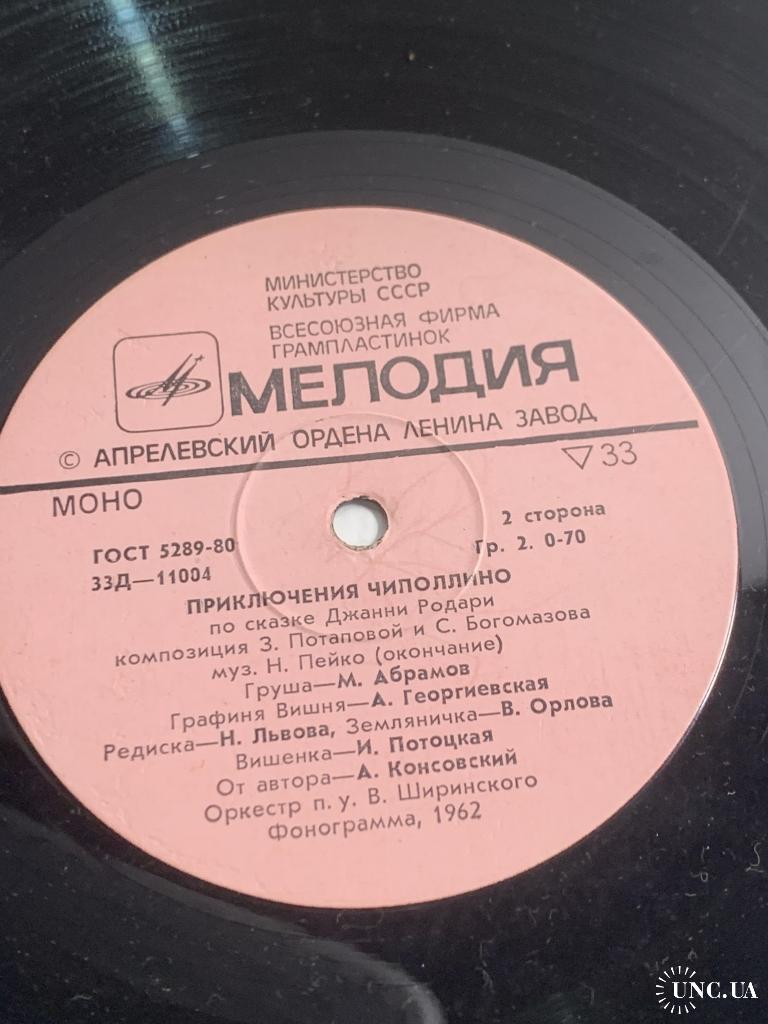 МИНИСТЕРСТВО
КУЛЬТУРЫ СССР
ВСЕСОЮЗНАЯ ФИРМА
ГРАМПЛАСТИНОК
МЕЛОДИЯ
© АПРЕЛЕВСКИЙ ОРДЕНА ЛЕНИНА ЗАВОД
МОНО
▽33
ГОСТ 5289-80
2 сторона
33Д—11004
Гр. 2. 0-70
ПРИКЛЮЧЕНИЯ ЧИПОЛЛИНО
по сказке Джанни Родари
композиция З. Потаповой и С. Богомазова
муз. Н. Пейко (окончание)
Груша—М. Абрамов
Графиня Вишня—А. Георгиевская
Редиска—Н. Львова, Земляничка—В. Орлова
Вишенка—И. Потоцкая
От автора—А. Консовский
Оркестр п. у. В. Ширинского
Фонограмма, 1962
UNC.UA